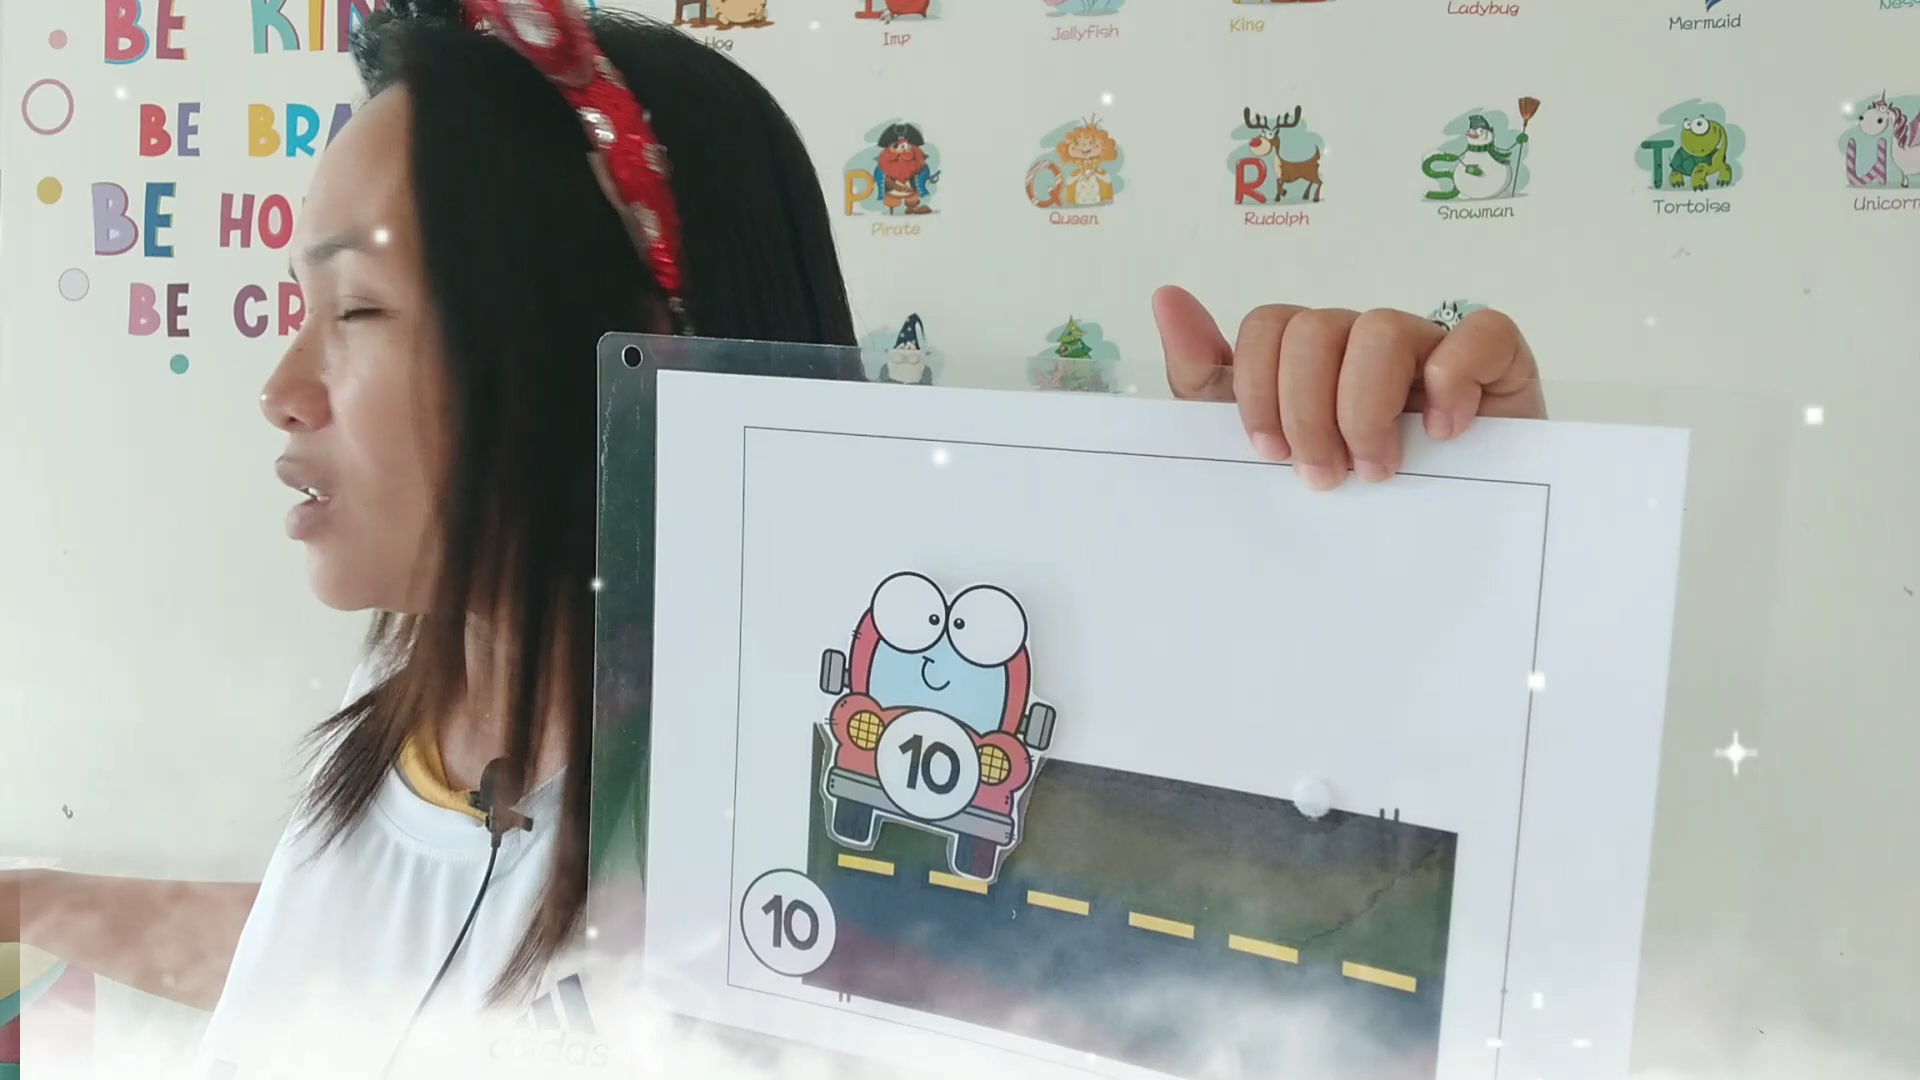 BE KIN
BE BRA
BE HO
BE CR
Hog
Imp
Jellyfish
King
Ladybug
Mermaid
P
Pirate
Q
Queen
R
Rudolph
S
Snowman
T
Tortoise
U
Unicorn
10
10
adidas